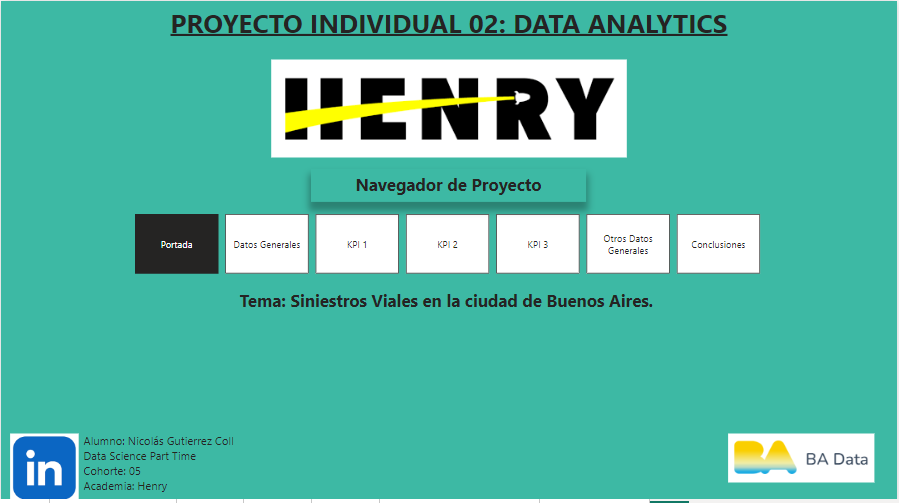 PROYECTO INDIVIDUAL 02: DATA ANALYTICS
HENRY
Navegador de Proyecto
Portada
Datos Generales
KPI 1
KPI 2
KPI 3
Otros Datos
Generales
Conclusiones
Tema: Siniestros Viales en la ciudad de Buenos Aires.
in
Alumno: Nicolás Gutierrez Coll
Data Science Part Time
Cohorte: 05
Academia: Henry
BA BA Data